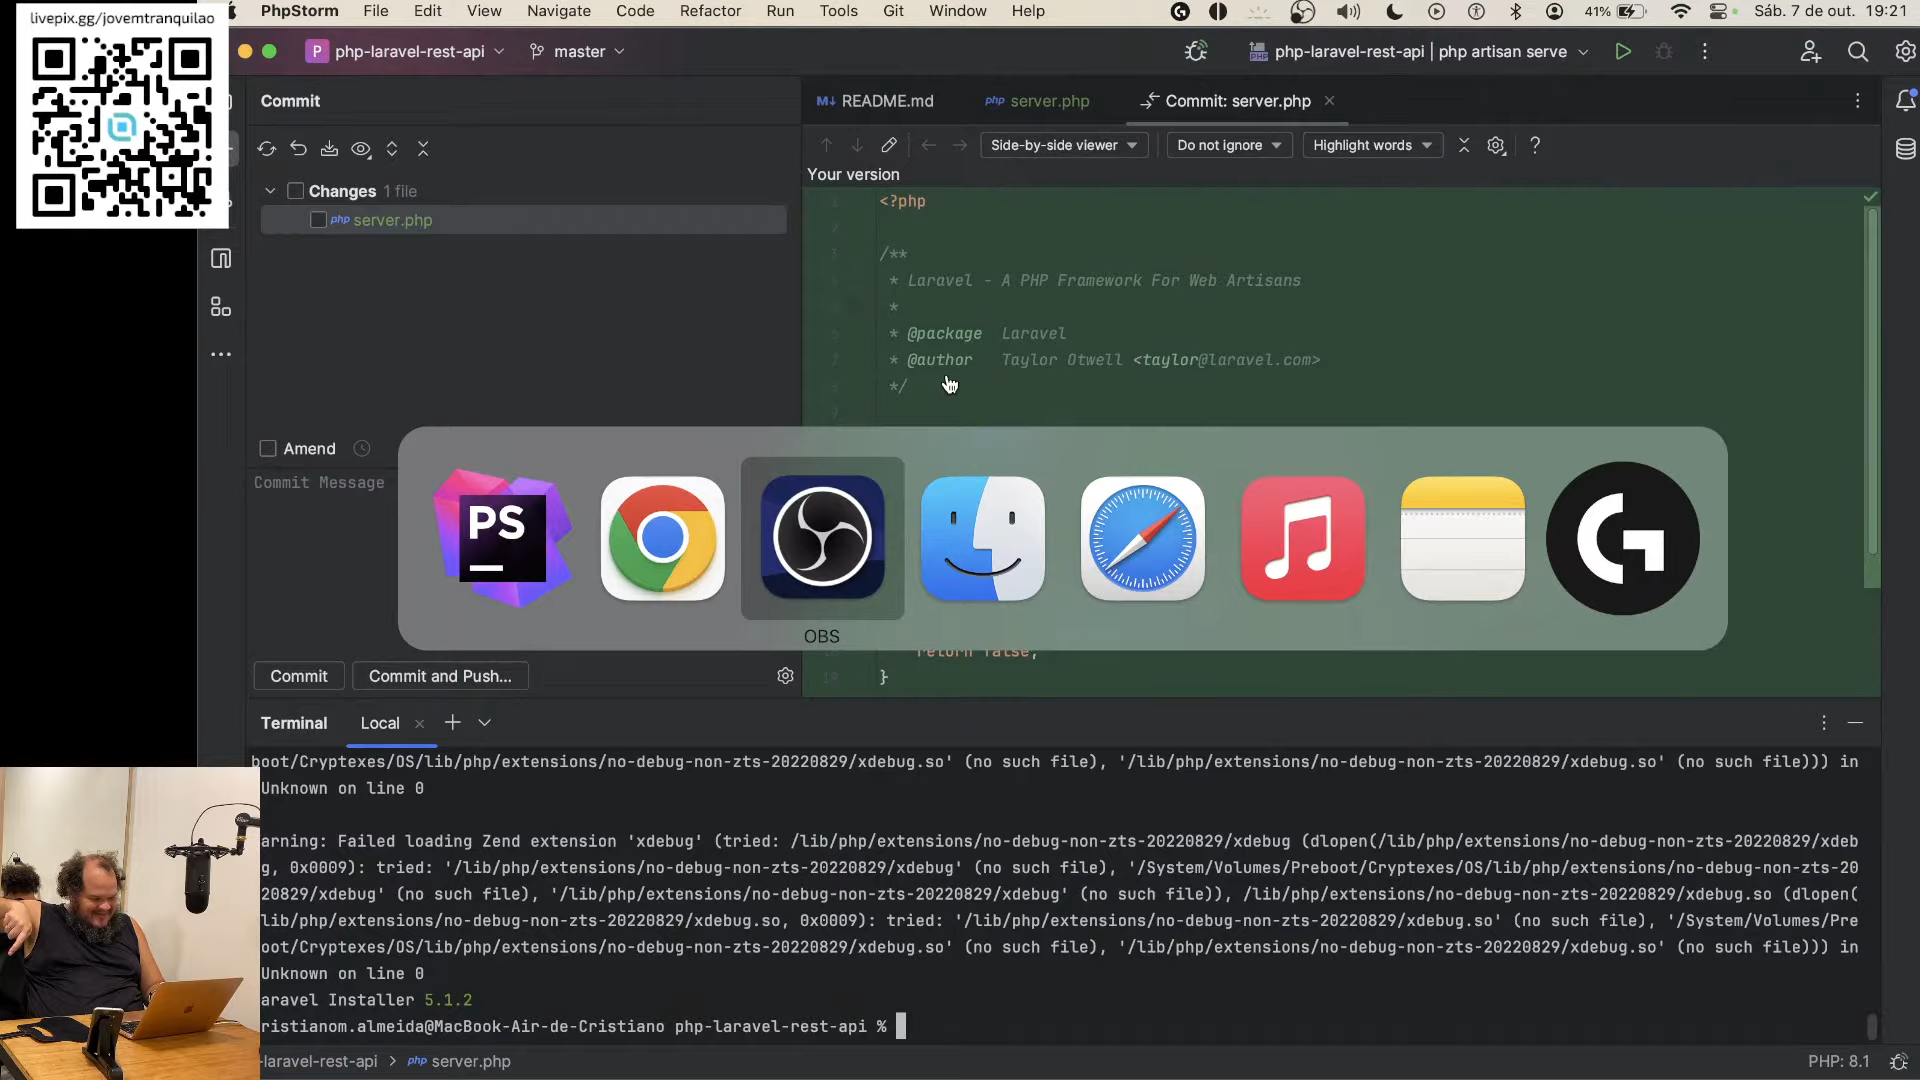 livepix.gg/jovemtranquilao
PhpStorm File Edit View Navigate Code Refactor Run Tools Git Window Help
41% Sáb. 7 de out. 19:21
P php-laravel-rest-api master
php-laravel-rest-api | php artisan serve
Commit
README.md
php server.php
Commit: server.php
Side-by-side viewer
Do not ignore
Highlight words
?
Changes 1 file
php server.php
Your version
<?php
/**
* Laravel - A PHP Framework For Web Artisans
*
* @package Laravel
* @author Taylor Otwell <taylor@laravel.com>
*/
Amend
Commit Message
PS
OBS
return false;
}
Commit
Commit and Push...
Terminal
Local
boot/Cryptexes/OS/lib/php/extensions/no-debug-non-zts-20220829/xdebug.so' (no such file), '/lib/php/extensions/no-debug-non-zts-20220829/xdebug.so' (no such file))) in
Unknown on line 0
arning: Failed loading Zend extension 'xdebug' (tried: /lib/php/extensions/no-debug-non-zts-20220829/xdebug (dlopen(/lib/php/extensions/no-debug-non-zts-20220829/xdeb
g, 0x0009): tried: '/lib/php/extensions/no-debug-non-zts-20220829/xdebug' (no such file), '/System/Volumes/Preboot/Cryptexes/OS/lib/php/extensions/no-debug-non-zts-20
20829/xdebug' (no such file), '/lib/php/extensions/no-debug-non-zts-20220829/xdebug' (no such file)), /lib/php/extensions/no-debug-non-zts-20220829/xdebug.so (dlopen(
lib/php/extensions/no-debug-non-zts-20220829/xdebug.so, 0x0009): tried: '/lib/php/extensions/no-debug-non-zts-20220829/xdebug.so' (no such file), '/System/Volumes/Pre
oot/Cryptexes/OS/lib/php/extensions/no-debug-non-zts-20220829/xdebug.so' (no such file), '/lib/php/extensions/no-debug-non-zts-20220829/xdebug.so' (no such file))) in
Unknown on line 0
aravel Installer 5.1.2
ristianom.almeida@MacBook-Air-de-Cristiano php-laravel-rest-api %
-laravel-rest-api > php server.php
PHP: 8.1